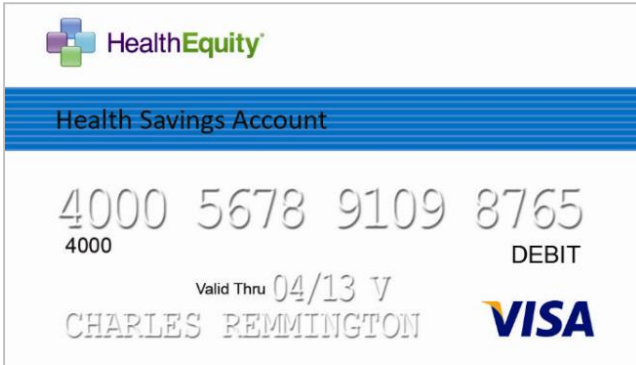 HealthEquity
Health Savings Account
4000 5678 9109 8765
4000
DEBIT
Valid Thru 04/13 V
CHARLES REMMINGTON
VISA